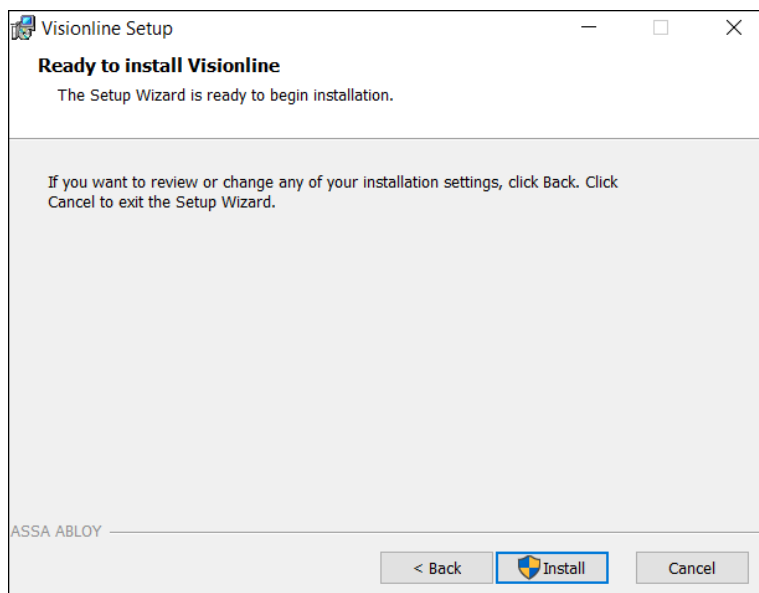 Visionline Setup
Ready to install Visionline
The Setup Wizard is ready to begin installation.
If you want to review or change any of your installation settings, click Back. Click
Cancel to exit the Setup Wizard.
ASSA ABLOY
< Back
Install
Cancel